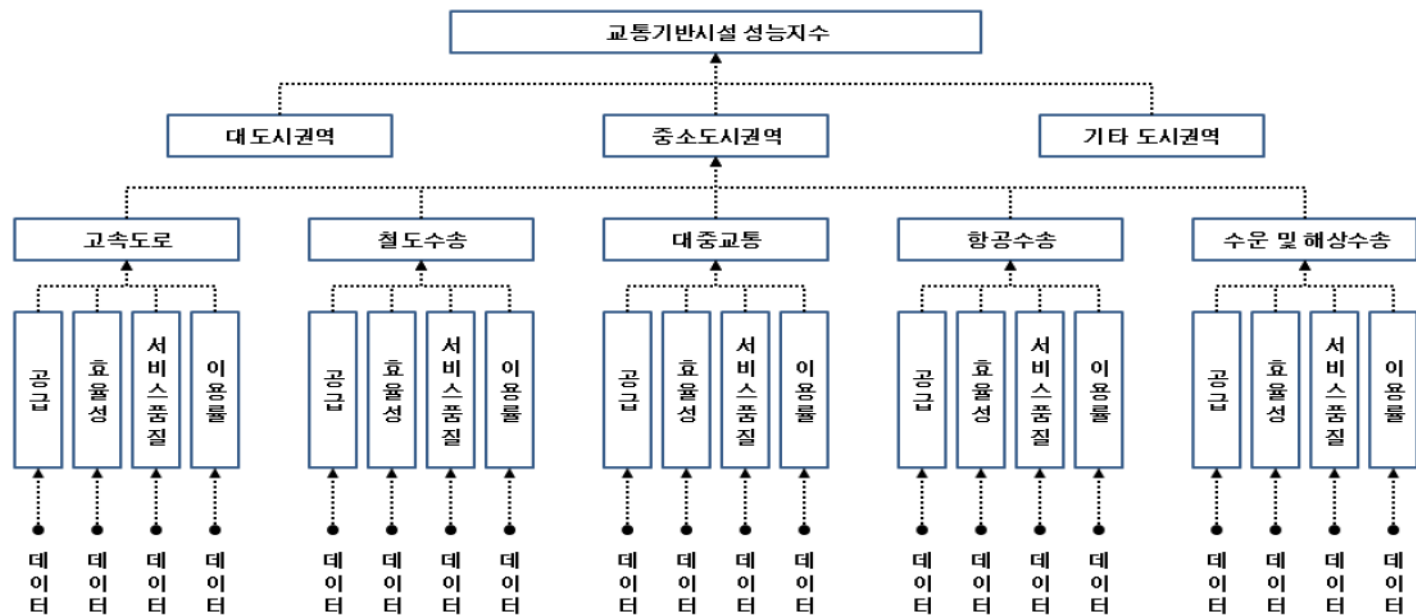 교통기반시설 성능지수
대도시권역 중소도시권역 기타 도시권역
고속도로 철도수송 대중교통 항공수송 수운 및 해상수송
공급 효율성 서비스품질 이용률 공급 효율성 서비스품질 이용률 공급 효율성 서비스품질 이용률 공급 효율성 서비스품질 이용률 공급 효율성 서비스품질 이용률
데이터 데이터 데이터 데이터 데이터 데이터 데이터 데이터 데이터 데이터 데이터 데이터 데이터 데이터 데이터 데이터 데이터 데이터 데이터 데이터